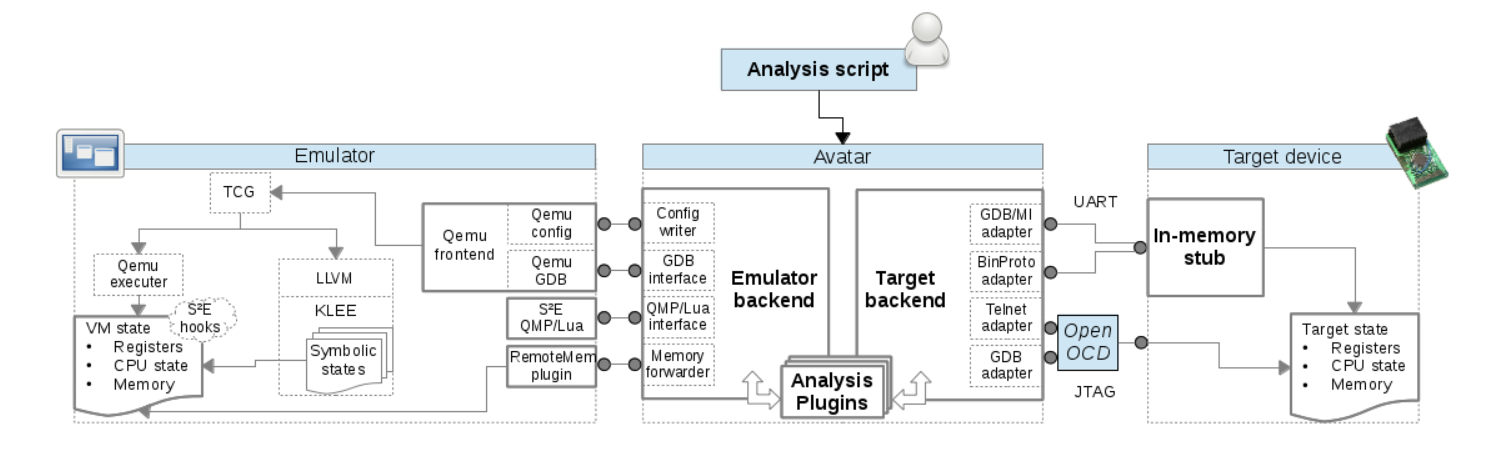 Analysis script
Emulator
Avatar
Target device
TCG
Qemu
executer
LLVM
KLEE
S²E
hooks
VM state
• Registers
• CPU state
• Memory
Symbolic
states
Qemu
frontend
Qemu
config
Qemu
GDB
S²E
QMP/Lua
RemoteMem
plugin
Config
writer
GDB
interface
QMP/Lua
interface
Memory
forwarder
Emulator
backend
Target
backend
Analysis
Plugins
GDB/MI
adapter
BinProto
adapter
Telnet
adapter
GDB
adapter
UART
Open
OCD
JTAG
In-memory
stub
Target state
• Registers
• CPU state
• Memory